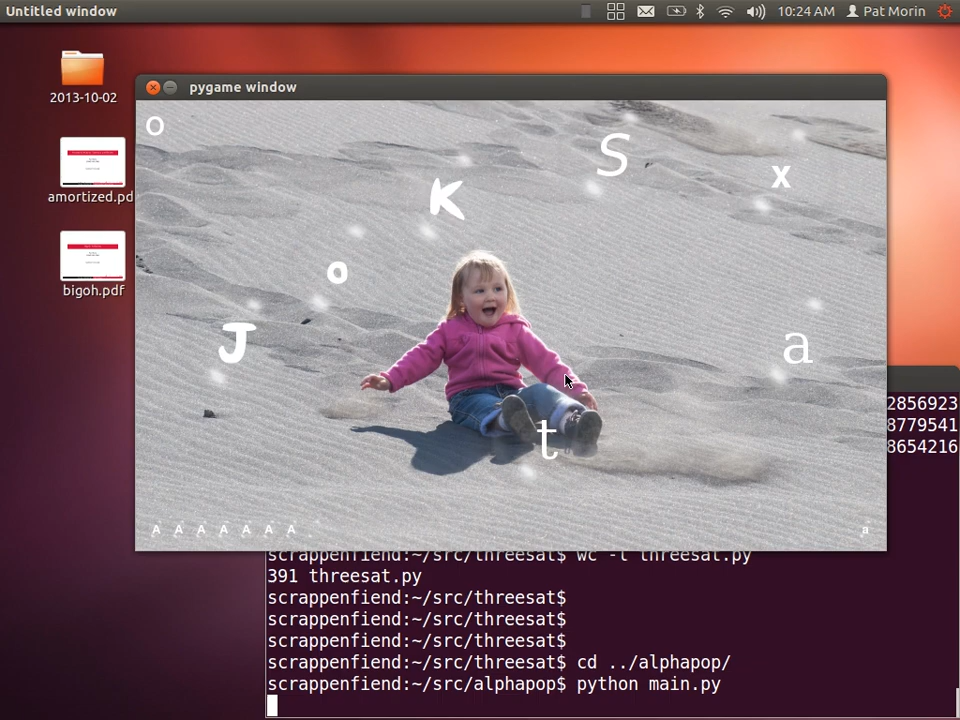 Untitled window
10:24 AM Pat Morin
2013-10-02
pygame window
o
S
x
K
amortized.pd
o
bigoh.pdf
J
a
2856923
8779541
8654216
t
A A A A A A A
a
scrappenfiend:~/src/threesat$ wc -l threesat.py
391 threesat.py
scrappenfiend:~/src/threesat$
scrappenfiend:~/src/threesat$
scrappenfiend:~/src/threesat$
scrappenfiend:~/src/threesat$ cd ../alphapop/
scrappenfiend:~/src/alphapop$ python main.py